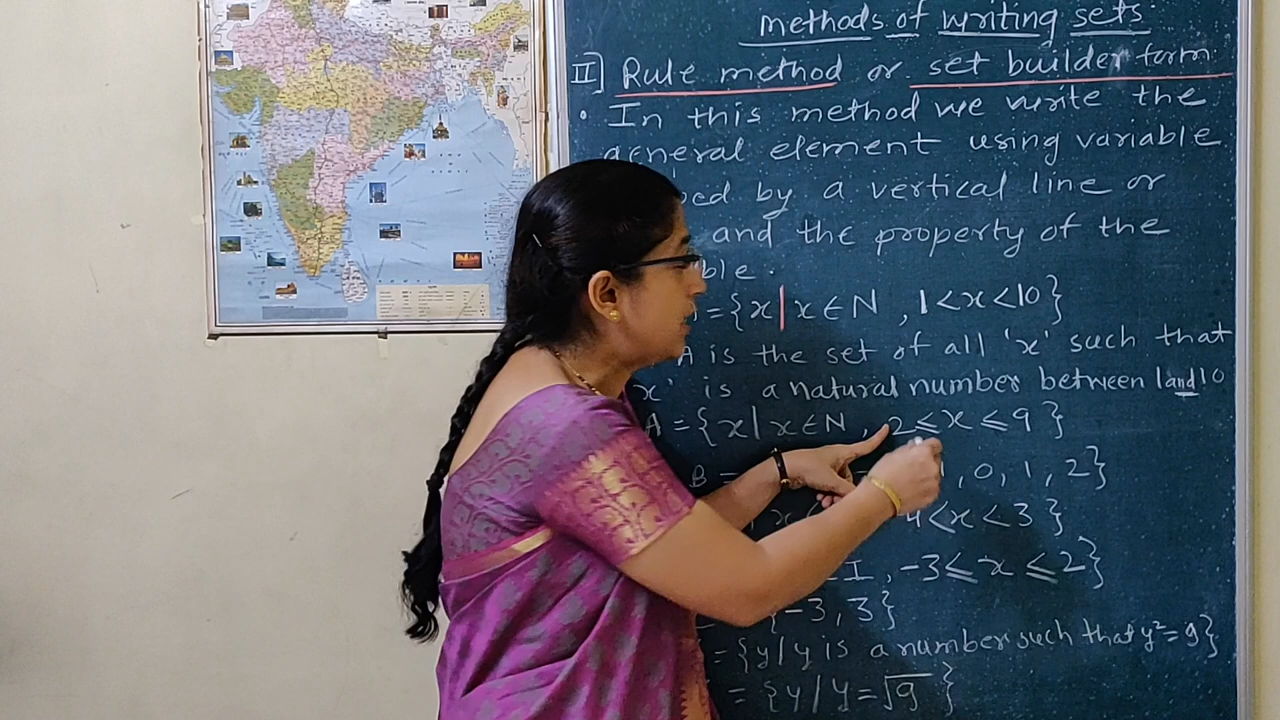 methods of writing sets
II] Rule method or set builder form
• In this method we write the
general element using variable
by a vertical line or
and the property of the
= {x | x ∈ N , 1 < x < 10}
A is the set of all 'x' such that
x' is a natural number between 1 and 10
A = {x | x ∈ N , 2 ≤ x ≤ 9 }
B = , 0 , 1 , 2}
4 < x < 3 }
I , -3 ≤ x ≤ 2}
{-3 , 3}
= {y / y is a number such that y² = 9}
= {y / y = √9 }